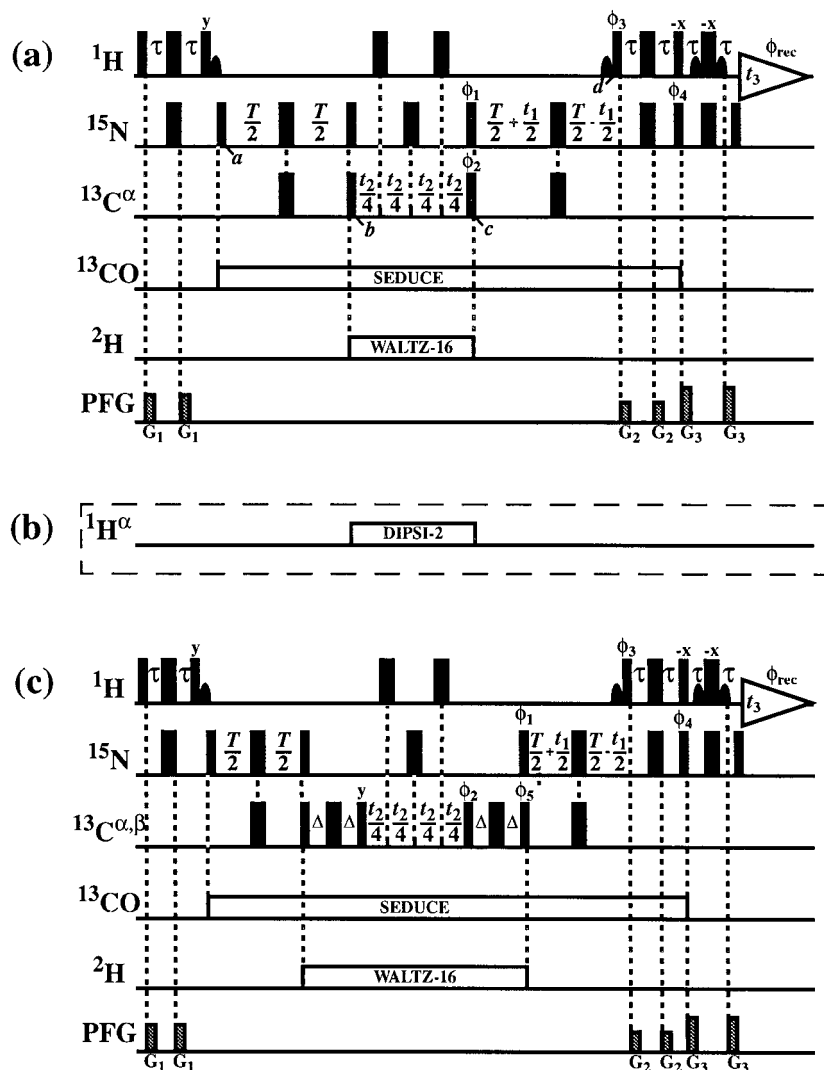 (a)
y ϕ3 -x -x
¹H τ τ τ τ τ τ ϕrec
d t3
ϕ1 ϕ4
¹⁵N T/2 T/2 T/2 + t1/2 T/2 - t1/2
a ϕ2
¹³Cα t2/4 t2/4 t2/4 t2/4
b c
¹³CO SEDUCE
²H WALTZ-16
PFG
G1 G1 G2 G2 G3 G3
(b)
¹Hα DIPSI-2
(c)
y ϕ3 -x -x
¹H τ τ τ τ τ τ ϕrec
t3
ϕ1 ϕ4
¹⁵N T/2 T/2 T/2 + t1/2 T/2 - t1/2
y ϕ2 ϕ5
¹³Cα,β Δ Δ t2/4 t2/4 t2/4 t2/4 Δ Δ
¹³CO SEDUCE
²H WALTZ-16
PFG
G1 G1 G2 G2 G3 G3